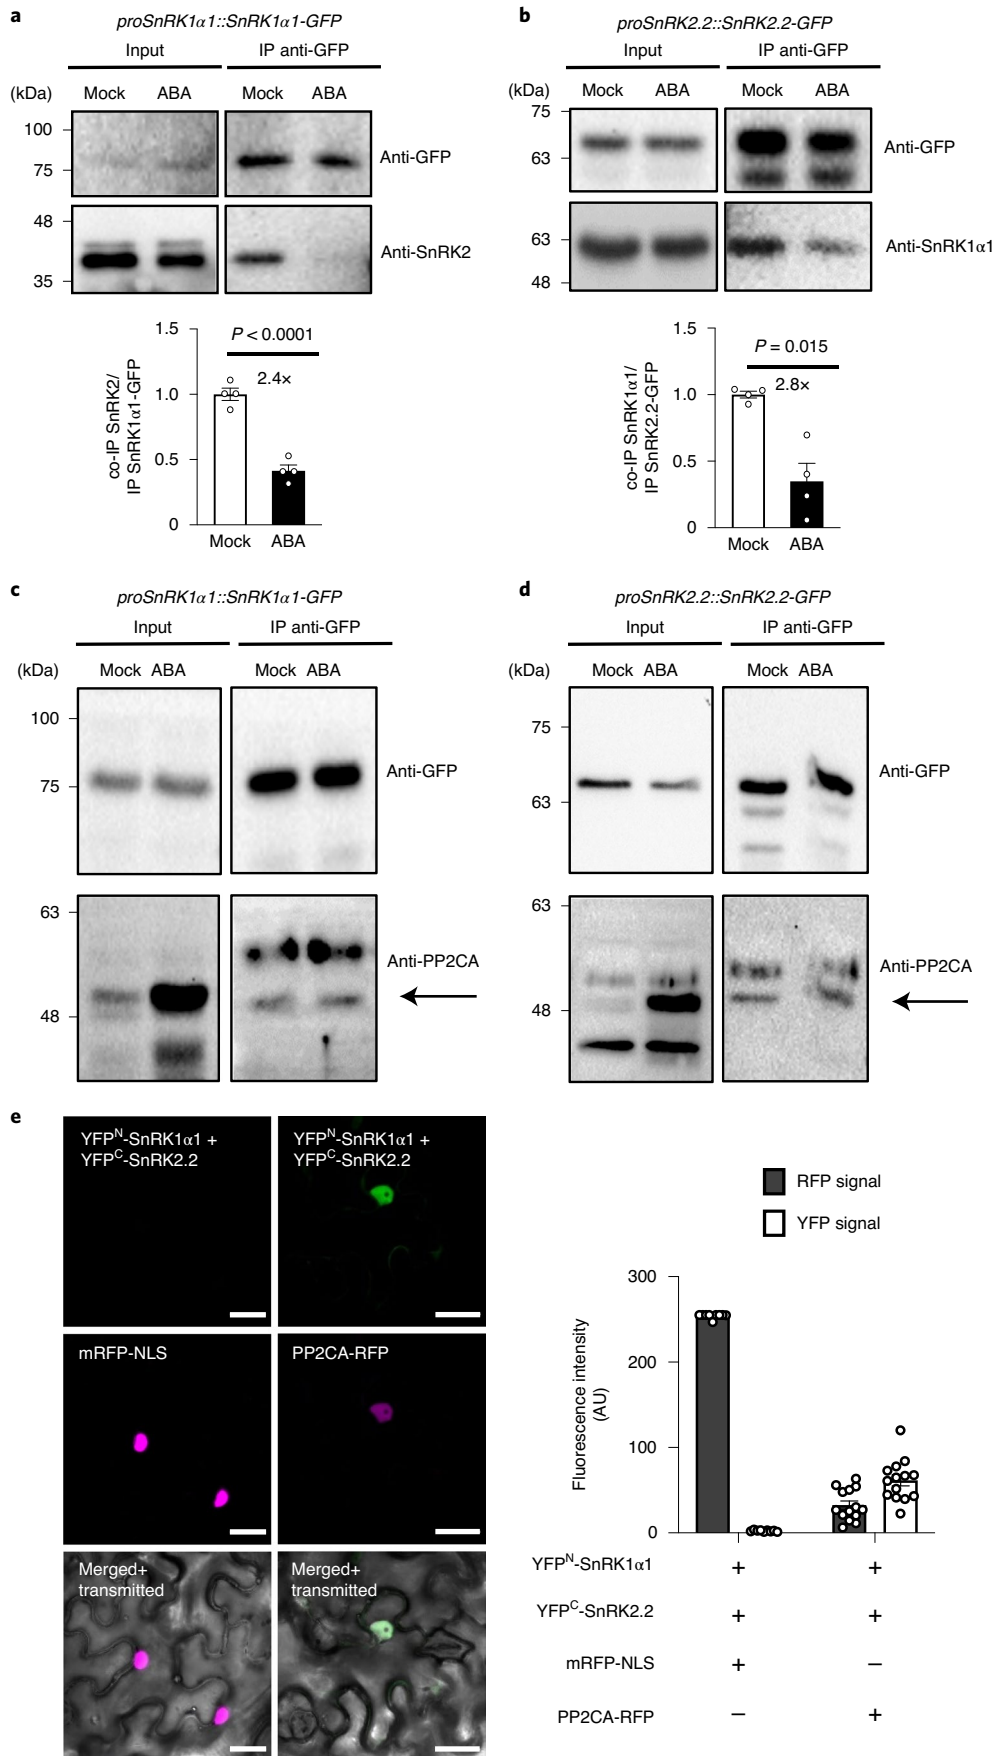 a
proSnRK1α1::SnRK1α1-GFP
Input IP anti-GFP
(kDa) Mock ABA Mock ABA
100
75
Anti-GFP
48
35
Anti-SnRK2
co-IP SnRK2/
IP SnRK1α1-GFP
1.5
1.0
0.5
0
P < 0.0001
2.4×
Mock ABA
b
proSnRK2.2::SnRK2.2-GFP
Input IP anti-GFP
(kDa) Mock ABA Mock ABA
75
63
Anti-GFP
63
48
Anti-SnRK1α1
co-IP SnRK1α1/
IP SnRK2.2-GFP
1.5
1.0
0.5
0
P = 0.015
2.8×
Mock ABA
c
proSnRK1α1::SnRK1α1-GFP
Input IP anti-GFP
(kDa) Mock ABA Mock ABA
100
75
Anti-GFP
63
48
Anti-PP2CA
d
proSnRK2.2::SnRK2.2-GFP
Input IP anti-GFP
(kDa) Mock ABA Mock ABA
75
63
Anti-GFP
63
48
Anti-PP2CA
e
YFPᴺ-SnRK1α1 +
YFPᶜ-SnRK2.2
YFPᴺ-SnRK1α1 +
YFPᶜ-SnRK2.2
mRFP-NLS
PP2CA-RFP
Merged+
transmitted
Merged+
transmitted
RFP signal
YFP signal
Fluorescence intensity
(AU)
300
200
100
0
YFPᴺ-SnRK1α1 + +
YFPᶜ-SnRK2.2 + +
mRFP-NLS + −
PP2CA-RFP − +